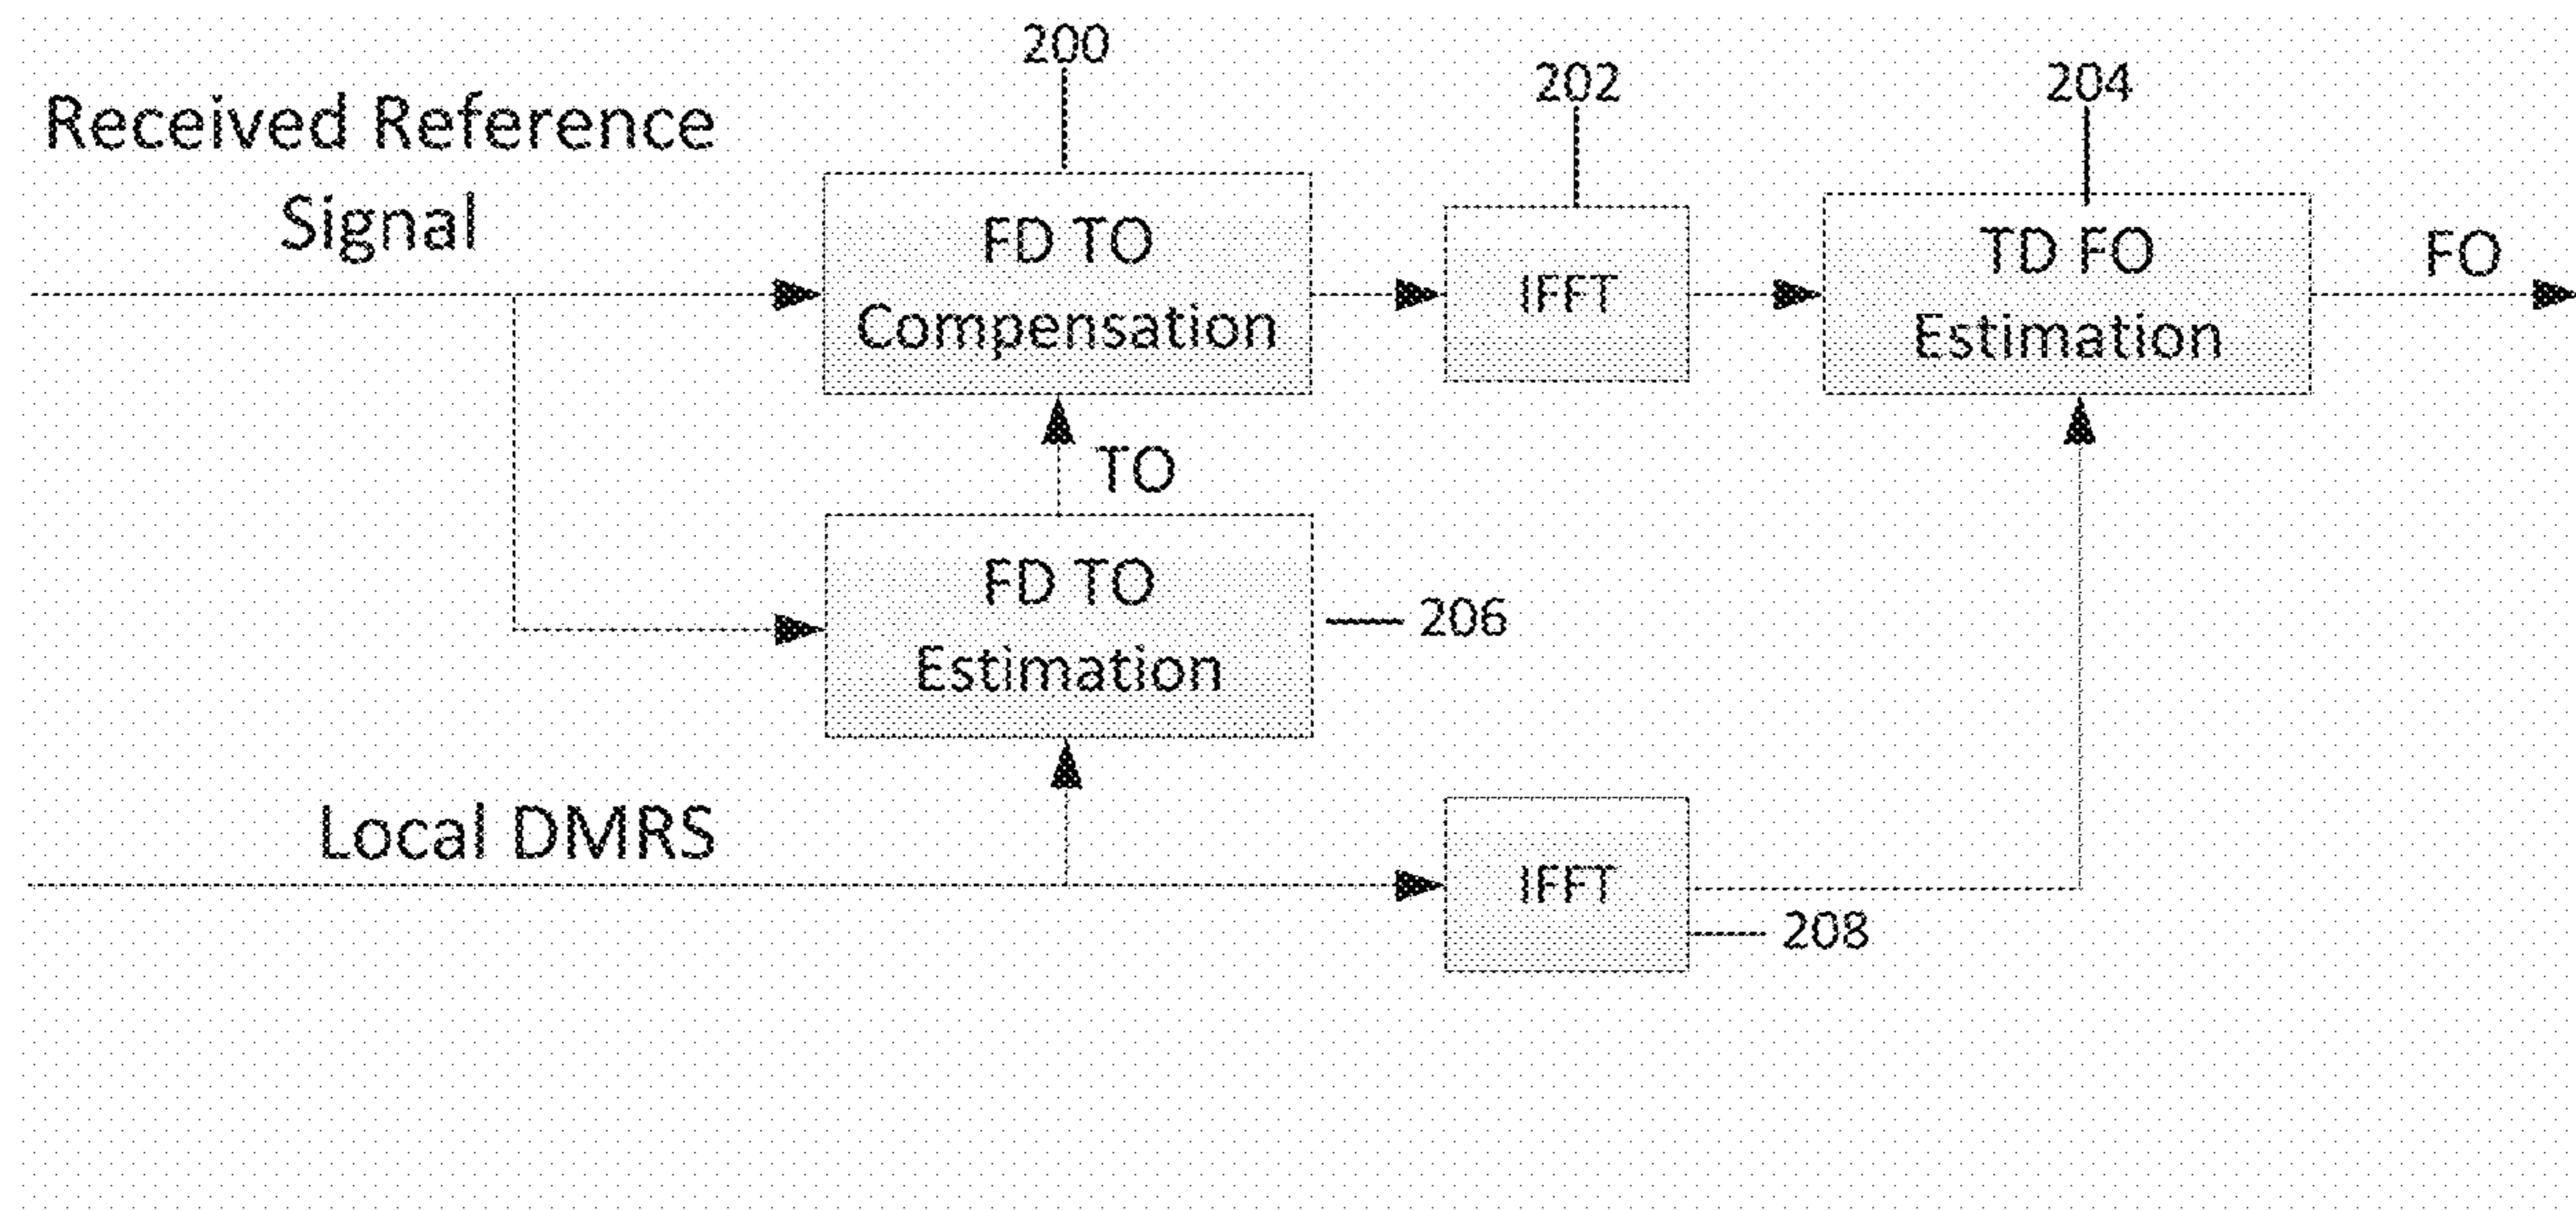 200
202
204
Received Reference
Signal
FD TO
Compensation
IFFT
TD FO
Estimation
FO
TO
FD TO
Estimation
206
Local DMRS
IFFT
208